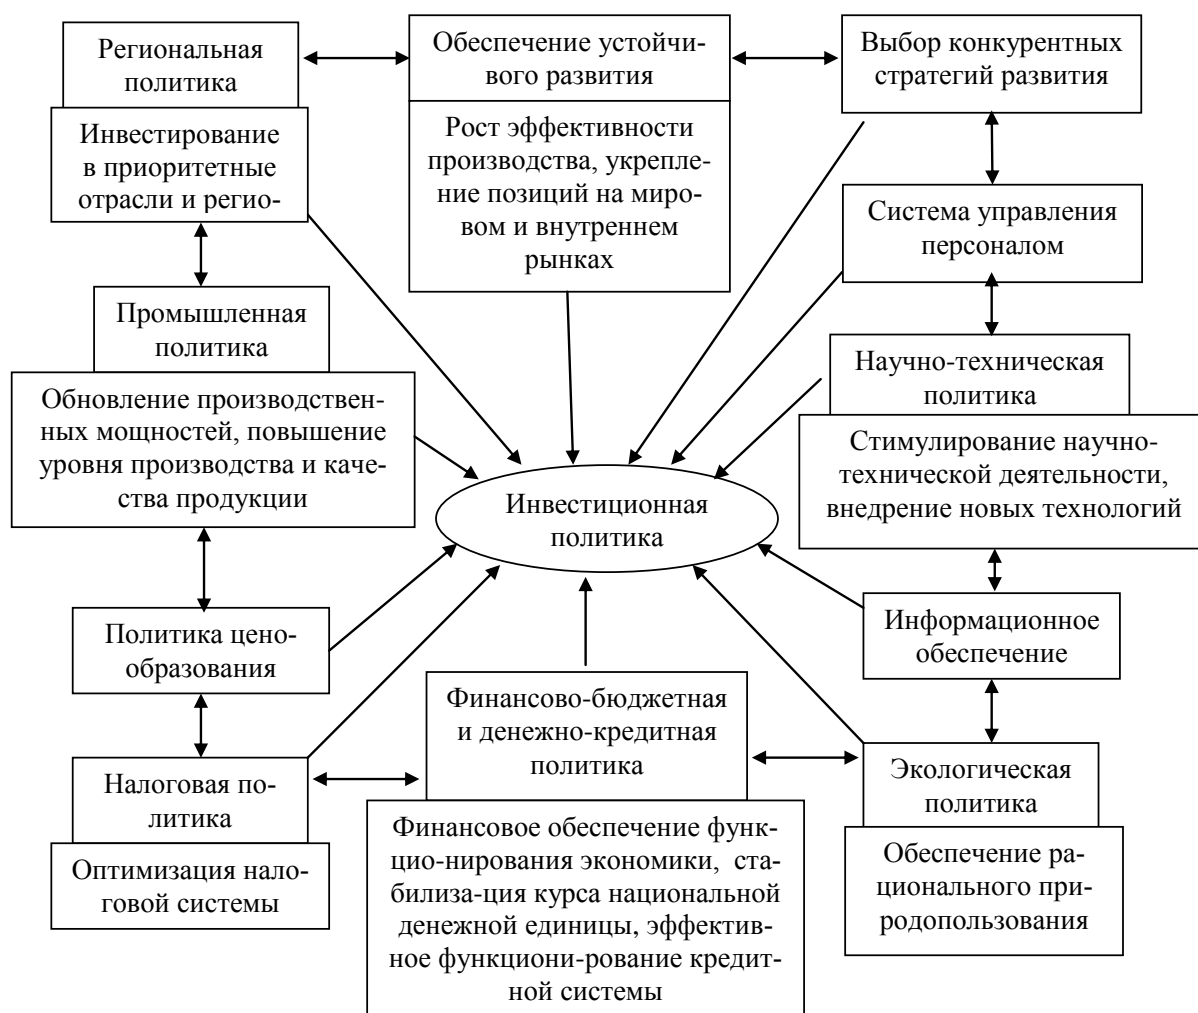 Региональная
политика
Инвестирование
в приоритетные
отрасли и регио-
Обеспечение устойчи-
ивого развития
Рост эффективности
производства, укрепле-
ление позиций на миро-
вом и внутреннем
рынках
Выбор конкурентных
стратегий развития
Система управления
персоналом
Промышленная
политика
Обновление производствен-
ных мощностей, повышение
уровня производства и каче-
ства продукции
Научно-техническая
политика
Стимулирование научно-
технической деятельности,
внедрение новых технологий
Инвестиционная
политика
Политика цено-
образования
Информационное
обеспечение
Налоговая по-
литика
Оптимизация нало-
говой системы
Финансово-бюджетная
и денежно-кредитная
политика
Финансовое обеспечение функ-
цио-нирования экономики, ста-
билиза-ция курса национальной
денежной единицы, эффектив-
ное функциони-рование кредит-
ной системы
Экологическая
политика
Обеспечение ра-
ционального при-
родопользования